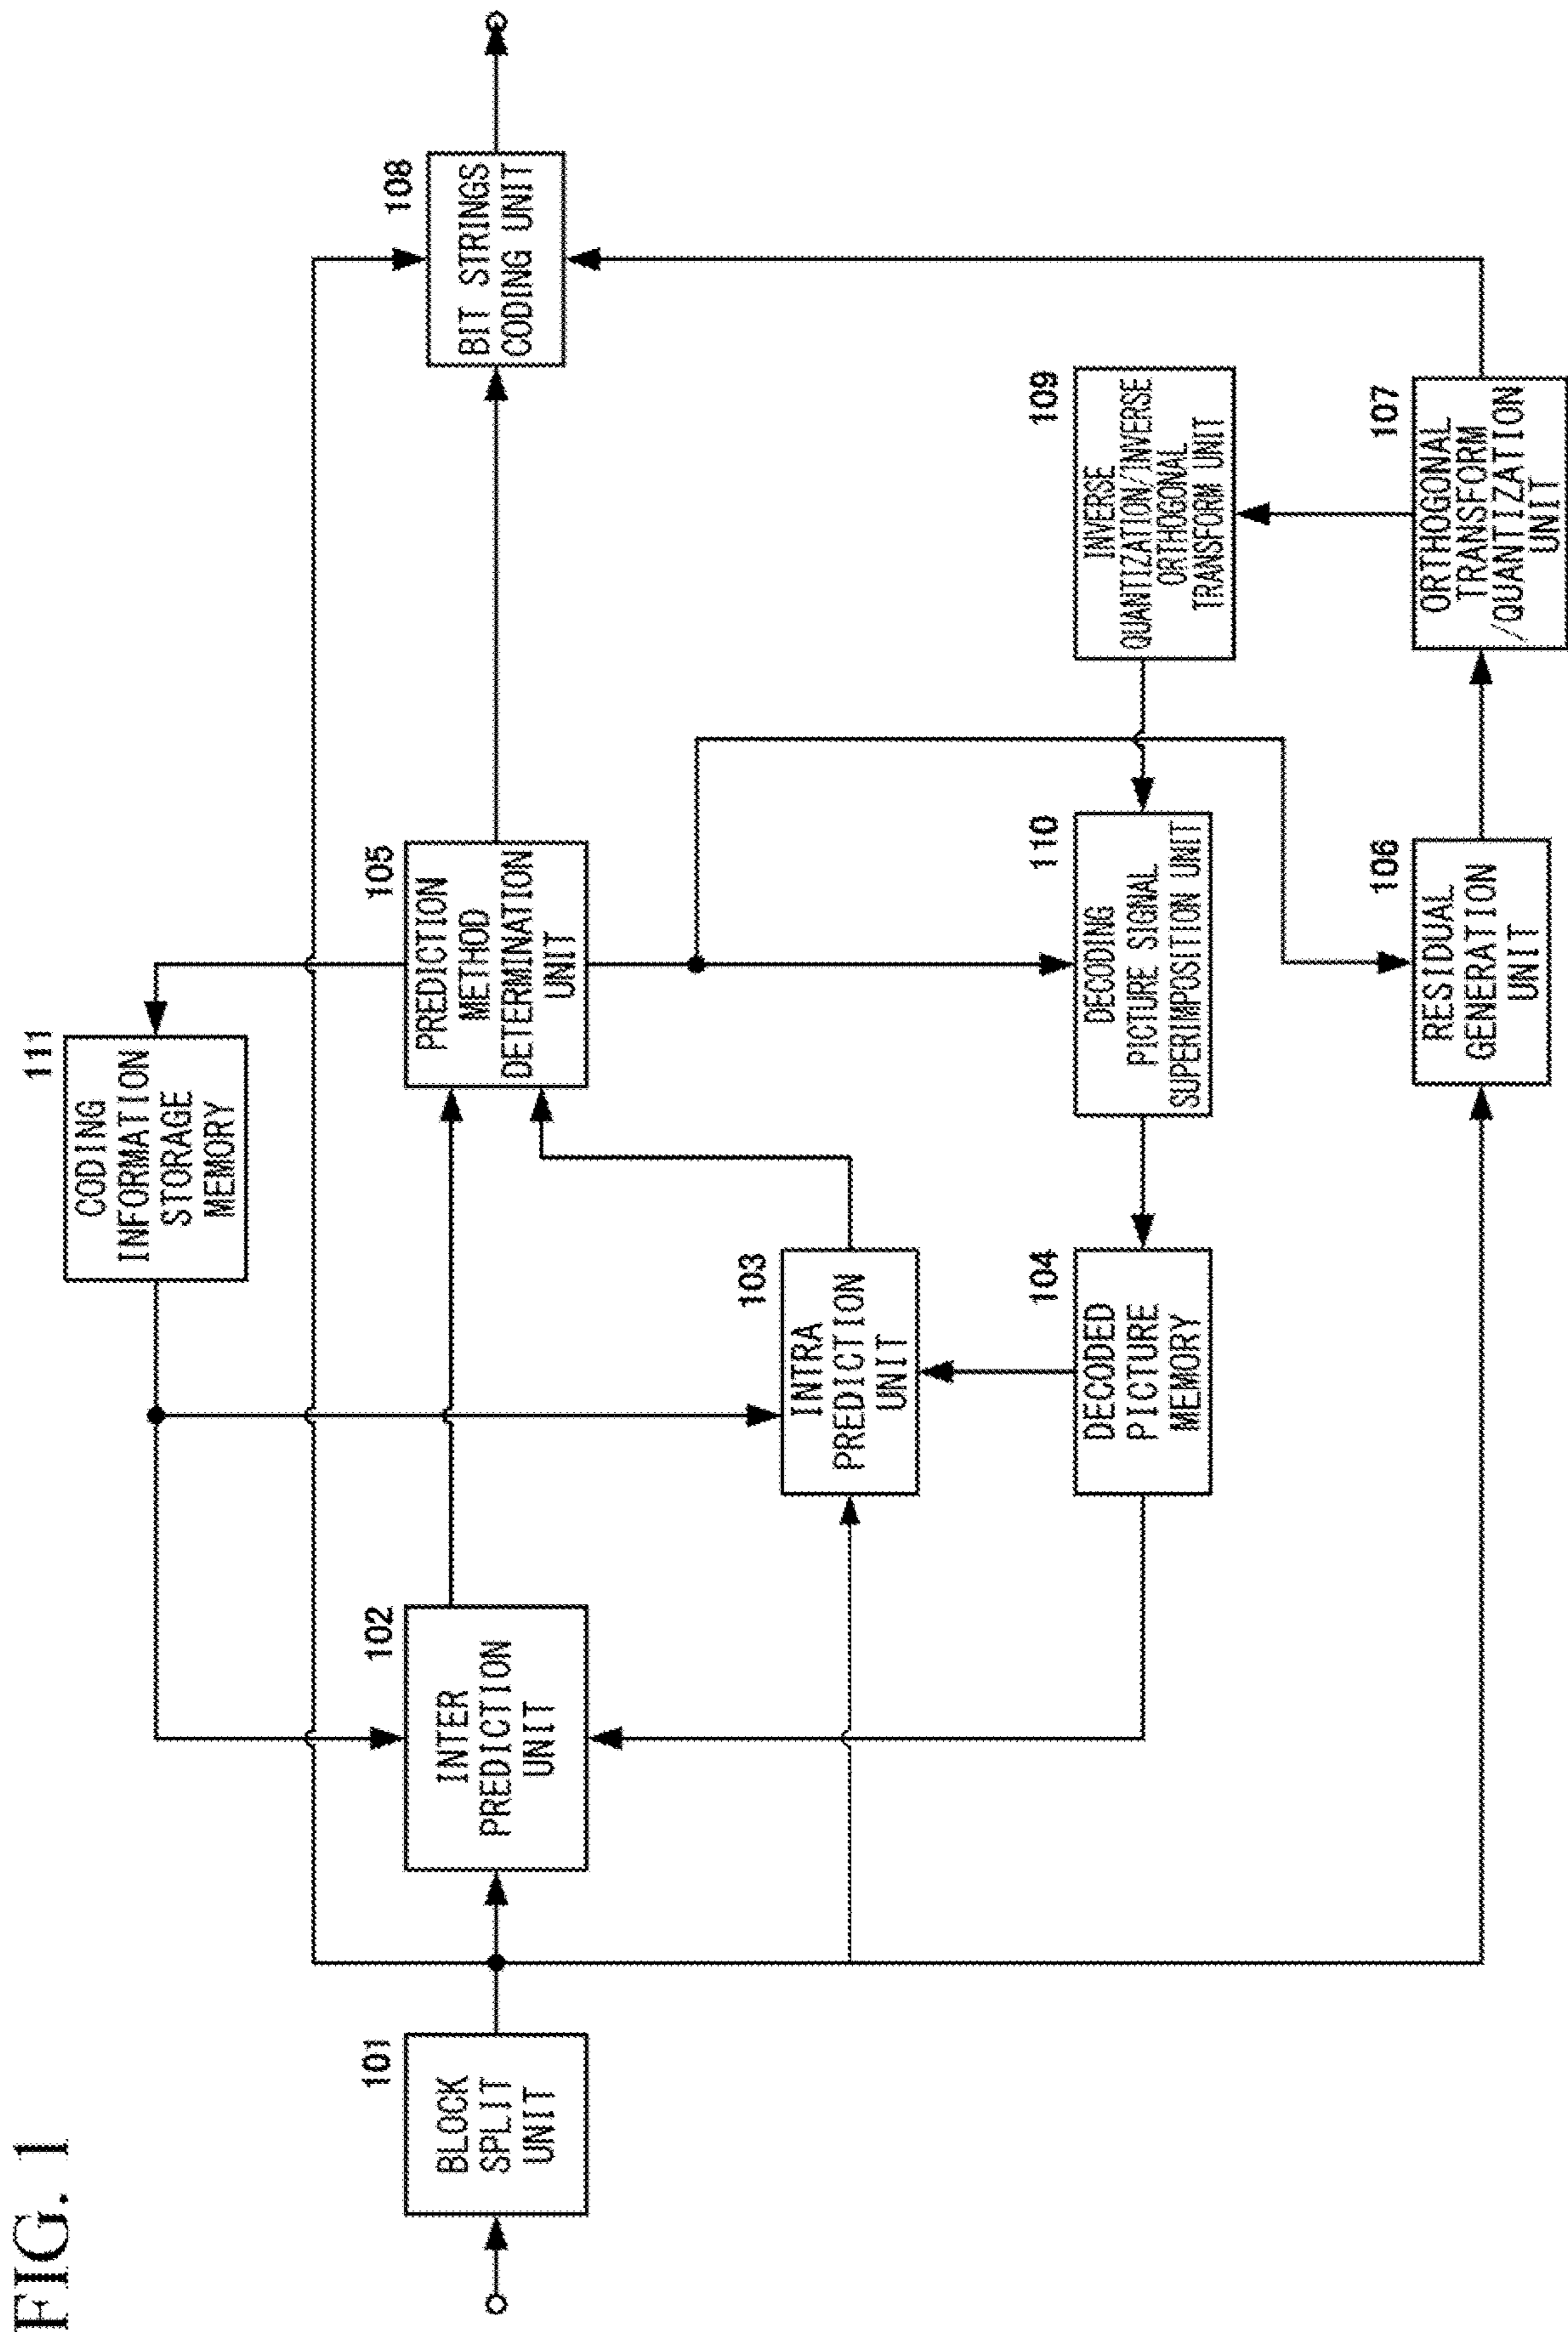 FIG. 1
111
CODING
INFORMATION
STORAGE
MEMORY
101
BLOCK
SPLIT
UNIT
102
INTER
PREDICTION
UNIT
105
PREDICTION
METHOD
DETERMINATION
UNIT
108
BIT STRINGS
CODING UNIT
103
INTRA
PREDICTION
UNIT
104
DECODED
PICTURE
MEMORY
110
DECODING
PICTURE SIGNAL
SUPERIMPOSITION UNIT
109
INVERSE
QUANTIZATION/INVERSE
ORTHOGONAL
TRANSFORM UNIT
106
RESIDUAL
GENERATION
UNIT
107
ORTHOGONAL
TRANSFORM
/QUANTIZATION
UNIT